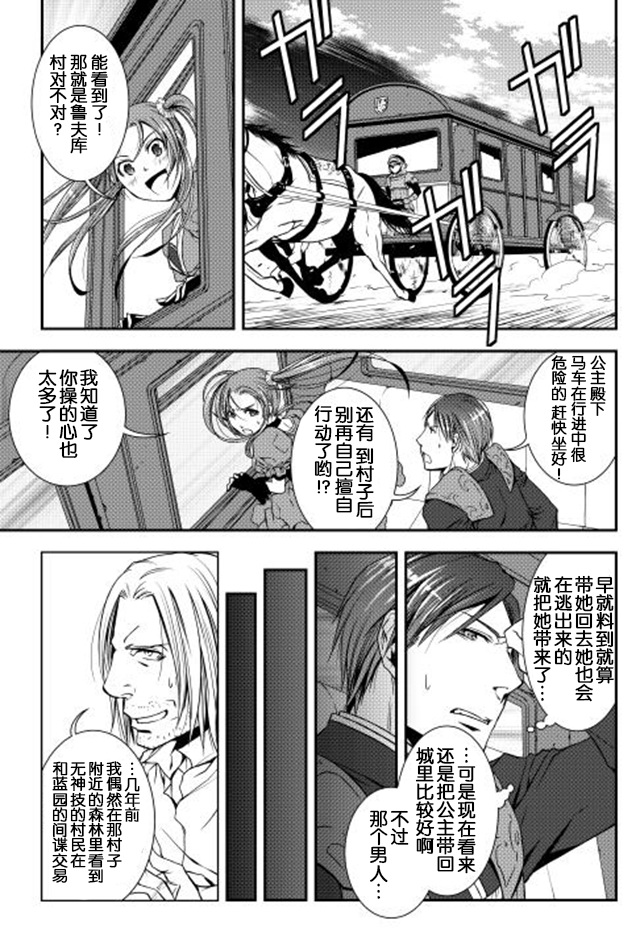 ガ
ラ
ガ
ラ
能看到了！
那就是鲁夫库
村对不对？
公主殿下
马车在行进中很
危险的 赶快坐好！
还有 到村子后
别再自己擅自
行动了哟!?
我知道了
你操的心也
太多了！
早就料到就算
带她回去她也会
在逃出来的
就把她带来了…
…可是现在看来
还是把公主带回
城里比较好啊
不过
那个男人…
…几年前
我偶然在那村子
附近的森林里看到
无神技的村民在
和蓝园的间谍交易